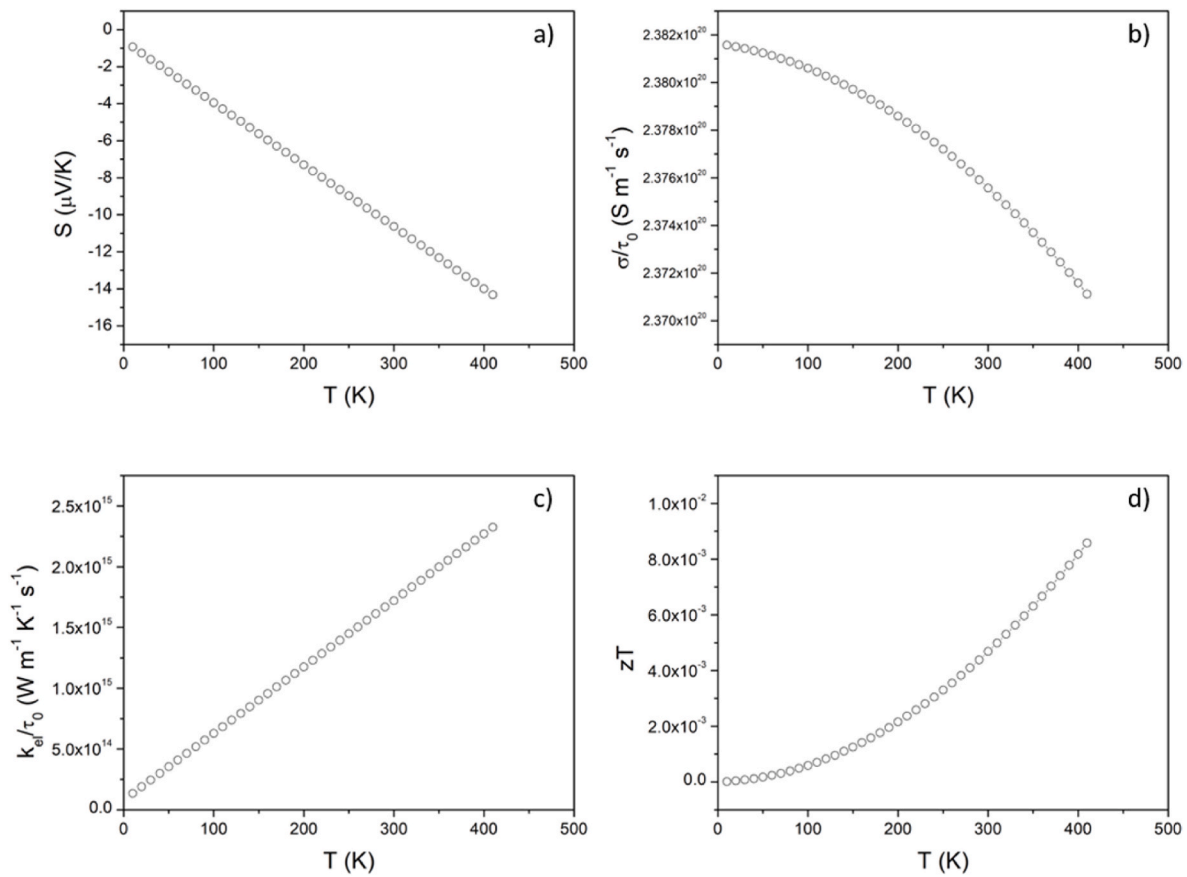 a)
0
-2
-4
-6
-8
-10
-12
-14
-16
S (μV/K)
0 100 200 300 400 500
T (K)
b)
2.382x10²⁰
2.380x10²⁰
2.378x10²⁰
2.376x10²⁰
2.374x10²⁰
2.372x10²⁰
2.370x10²⁰
σ/τ₀ (S m⁻¹ s⁻¹)
0 100 200 300 400 500
T (K)
c)
2.5x10¹⁵
2.0x10¹⁵
1.5x10¹⁵
1.0x10¹⁵
5.0x10¹⁴
0.0
kₑₗ/τ₀ (W m⁻¹ K⁻¹ s⁻¹)
0 100 200 300 400 500
T (K)
d)
1.0x10⁻²
8.0x10⁻³
6.0x10⁻³
4.0x10⁻³
2.0x10⁻³
0.0
zT
0 100 200 300 400 500
T (K)